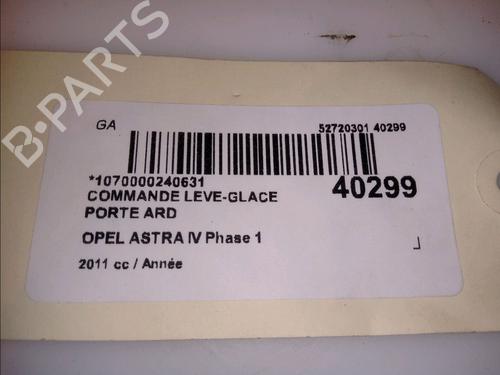 GA
52720301 40299
*1070000240631
COMMANDE LEVE-GLACE
PORTE ARD
40299
OPEL ASTRA IV Phase 1
2011 cc / Année
B-PARTS